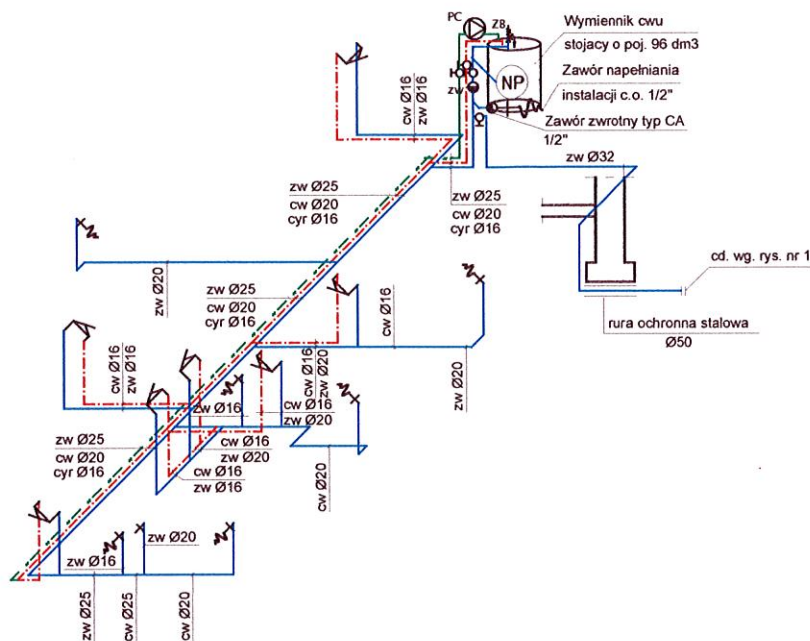 PC
Z8
Wymiennik cwu
stojacy o poj. 96 dm3
NP
Zawór napełniania
instalacji c.o. 1/2"
zw
Zawór zwrotny typ CA
1/2"
cw Ø16
zw Ø16
zw Ø32
zw Ø25
cw Ø20
cyr Ø16
zw Ø25
cw Ø20
cyr Ø16
zw Ø20
zw Ø25
cw Ø20
cyr Ø16
cd. wg. rys. nr 1
rura ochronna stalowa
Ø50
cw Ø16
cw Ø16
zw Ø20
zw Ø20
cw Ø16
zw Ø16
zw Ø16
cw Ø16
zw Ø20
zw Ø25
cw Ø20
cyr Ø16
cw Ø16
zw Ø20
cw Ø16
zw Ø16
cw Ø20
zw Ø20
zw Ø16
zw Ø25
cw Ø25
cw Ø20